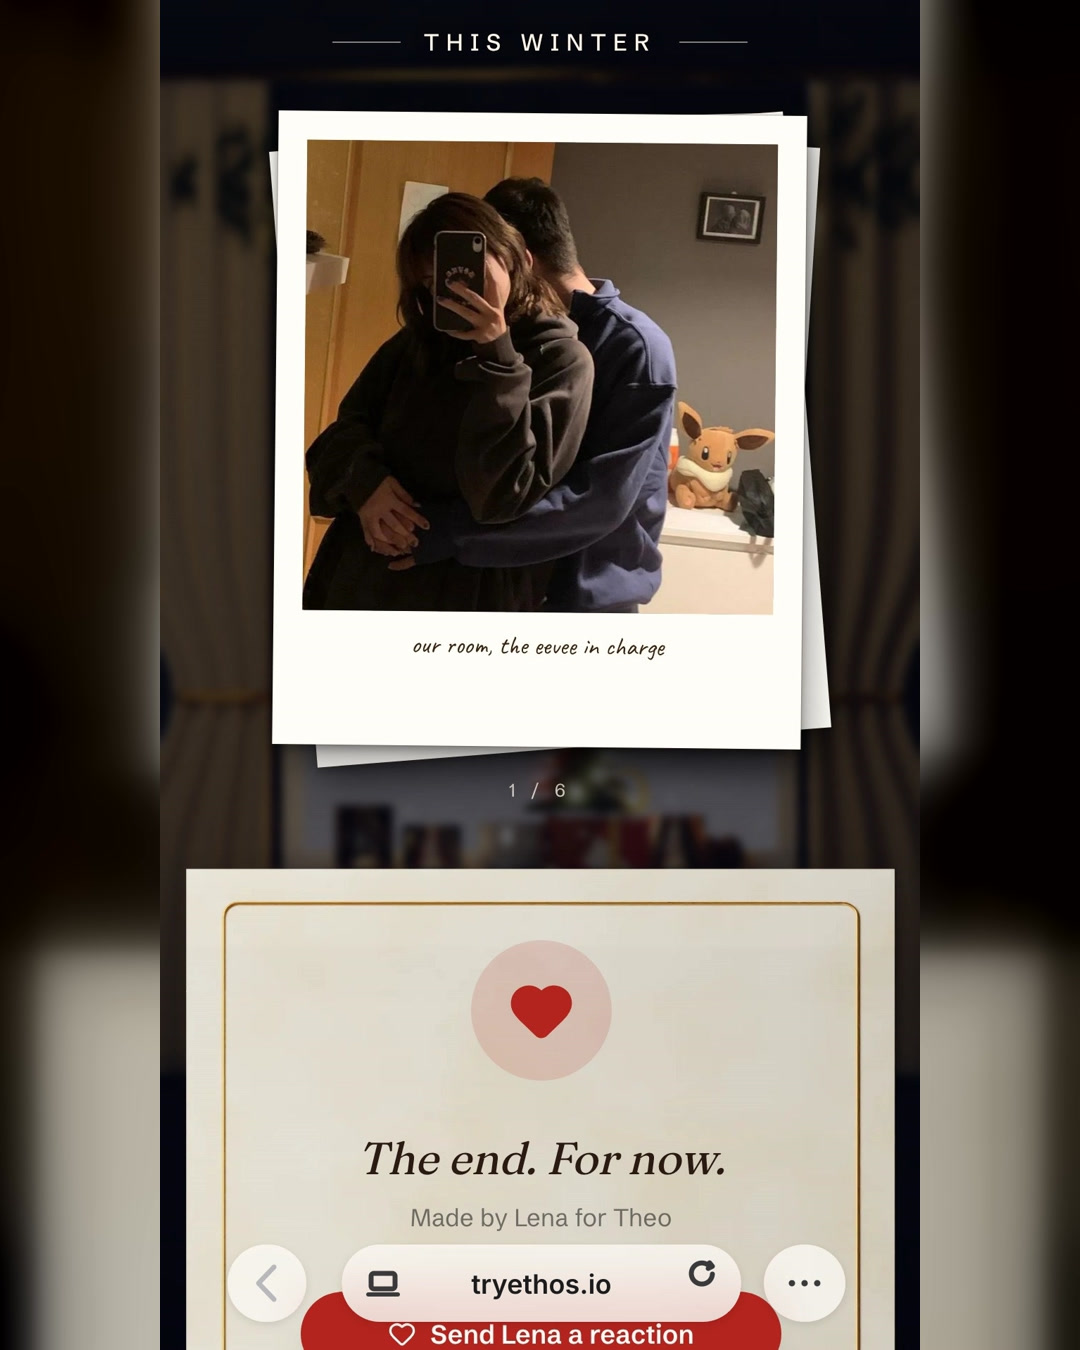 THIS WINTER
our room, the eevee in charge
1 / 6
The end. For now.
Made by Lena for Theo
tryethos.io
Send Lena a reaction